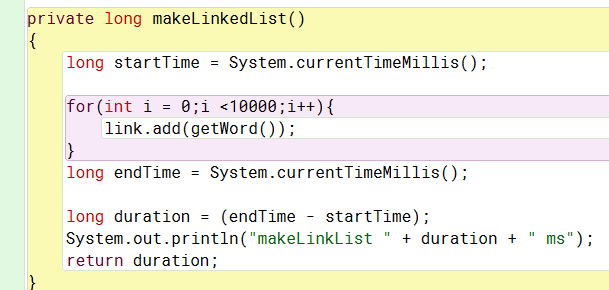 private long makeLinkedList()
{
long startTime = System.currentTimeMillis();
for(int i = 0;i <10000;i++){
link.add(getWord());
}
long endTime = System.currentTimeMillis();
long duration = (endTime - startTime);
System.out.println("makeLinkList " + duration + " ms");
return duration;
}